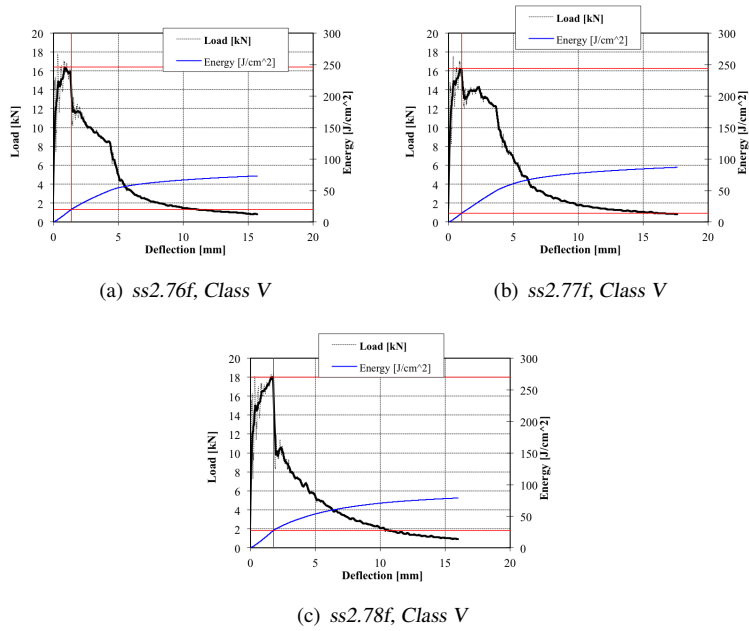 Load [kN]
Energy [J/cm^2]
20
18
16
14
12
10
8
6
4
2
0
Load [kN]
300
250
200
150
100
50
0
Energy [J/cm^2]
0 5 10 15 20
Deflection [mm]
(a) ss2.76f, Class V
Load [kN]
Energy [J/cm^2]
20
18
16
14
12
10
8
6
4
2
0
Load [kN]
300
250
200
150
100
50
0
Energy [J/cm^2]
0 5 10 15 20
Deflection [mm]
(b) ss2.77f, Class V
Load [kN]
Energy [J/cm^2]
20
18
16
14
12
10
8
6
4
2
0
Load [kN]
300
250
200
150
100
50
0
Energy [J/cm^2]
0 5 10 15 20
Deflection [mm]
(c) ss2.78f, Class V